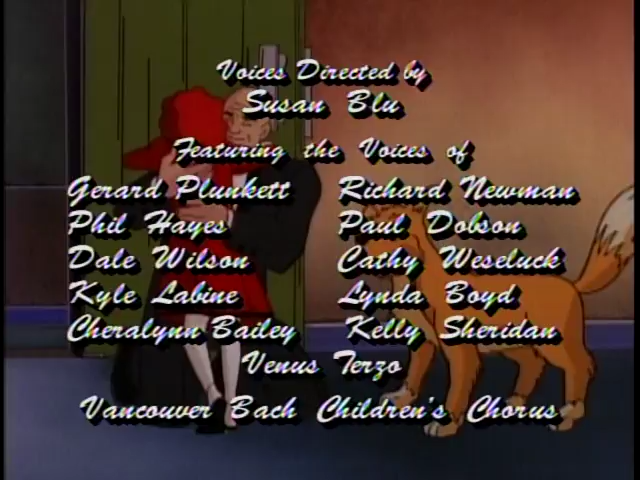 Voices Directed by
Susan Blu
Featuring the Voices of
Gerard Plunkett Richard Newman
Phil Hayes Paul Dobson
Dale Wilson Cathy Weseluck
Kyle Labine Lynda Boyd
Cheralynn Bailey Kelly Sheridan
Venus Terzo
Vancouver Bach Children's Chorus